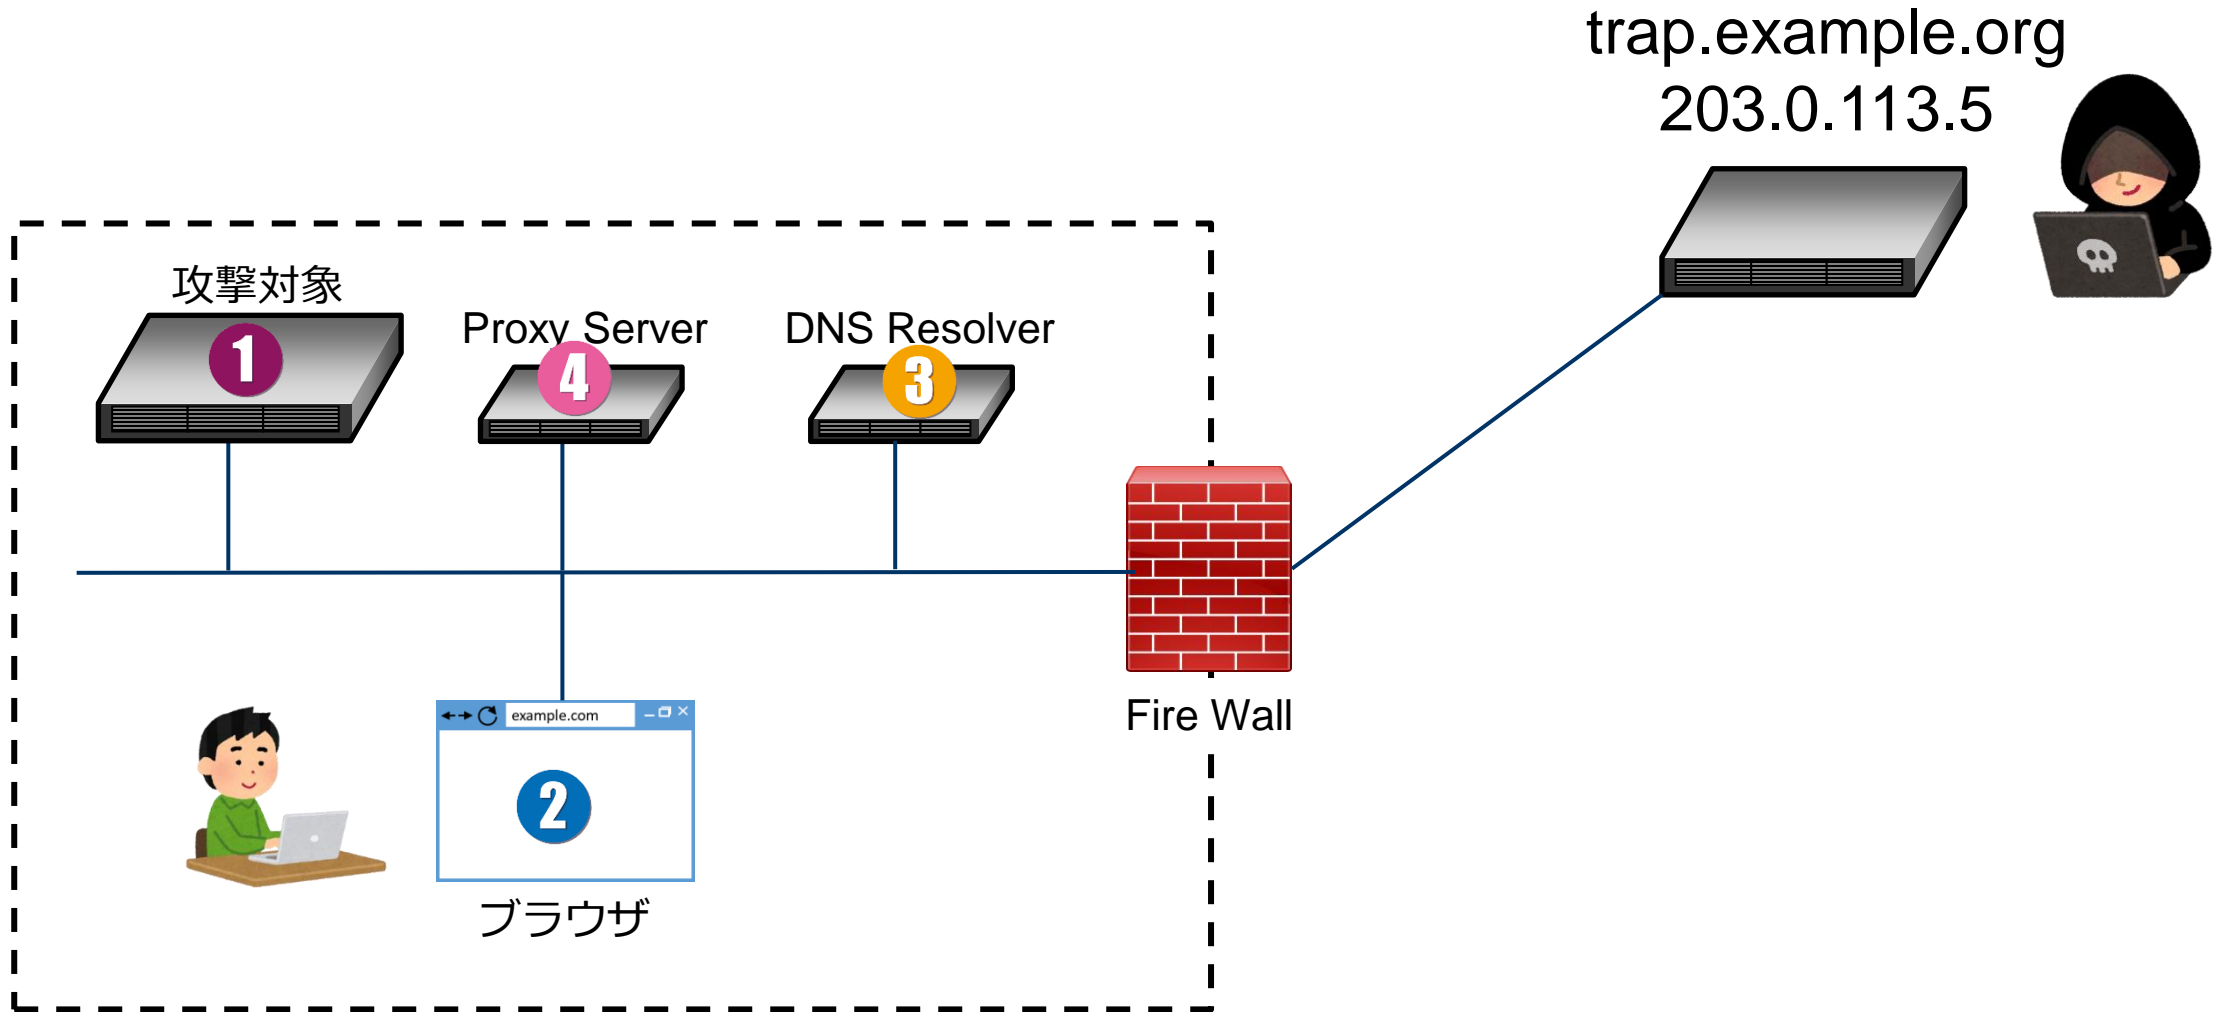 trap.example.org
203.0.113.5
攻撃対象
1
Proxy Server
4
DNS Resolver
3
Fire Wall
example.com
2
ブラウザ